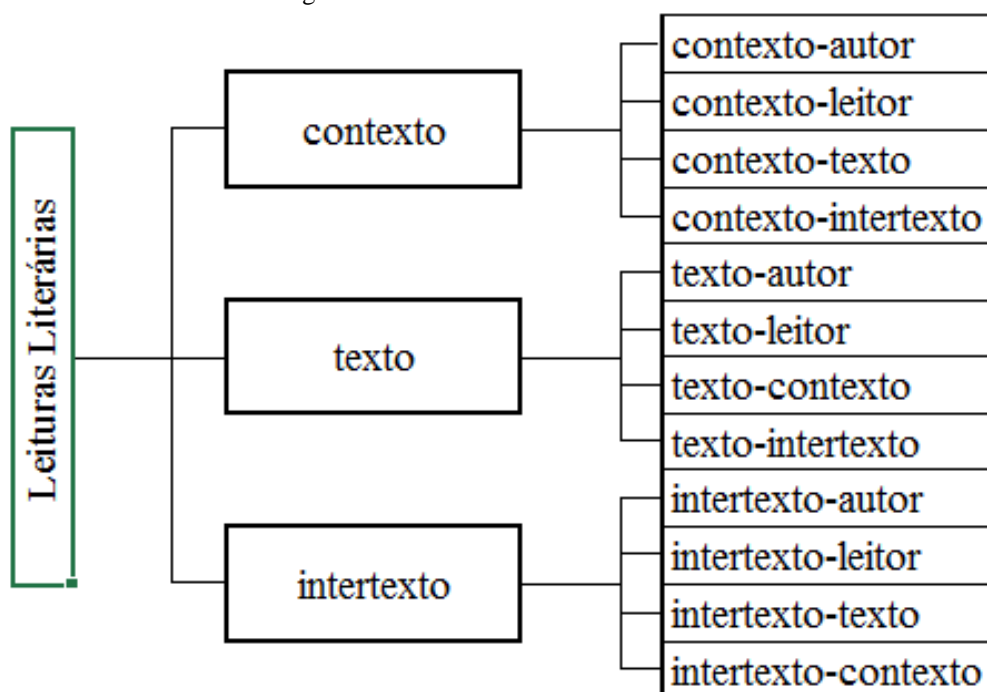 Leituras Literárias
contexto
contexto-autor
contexto-leitor
contexto-texto
contexto-intertexto
texto
texto-autor
texto-leitor
texto-contexto
texto-intertexto
intertexto
intertexto-autor
intertexto-leitor
intertexto-texto
intertexto-contexto